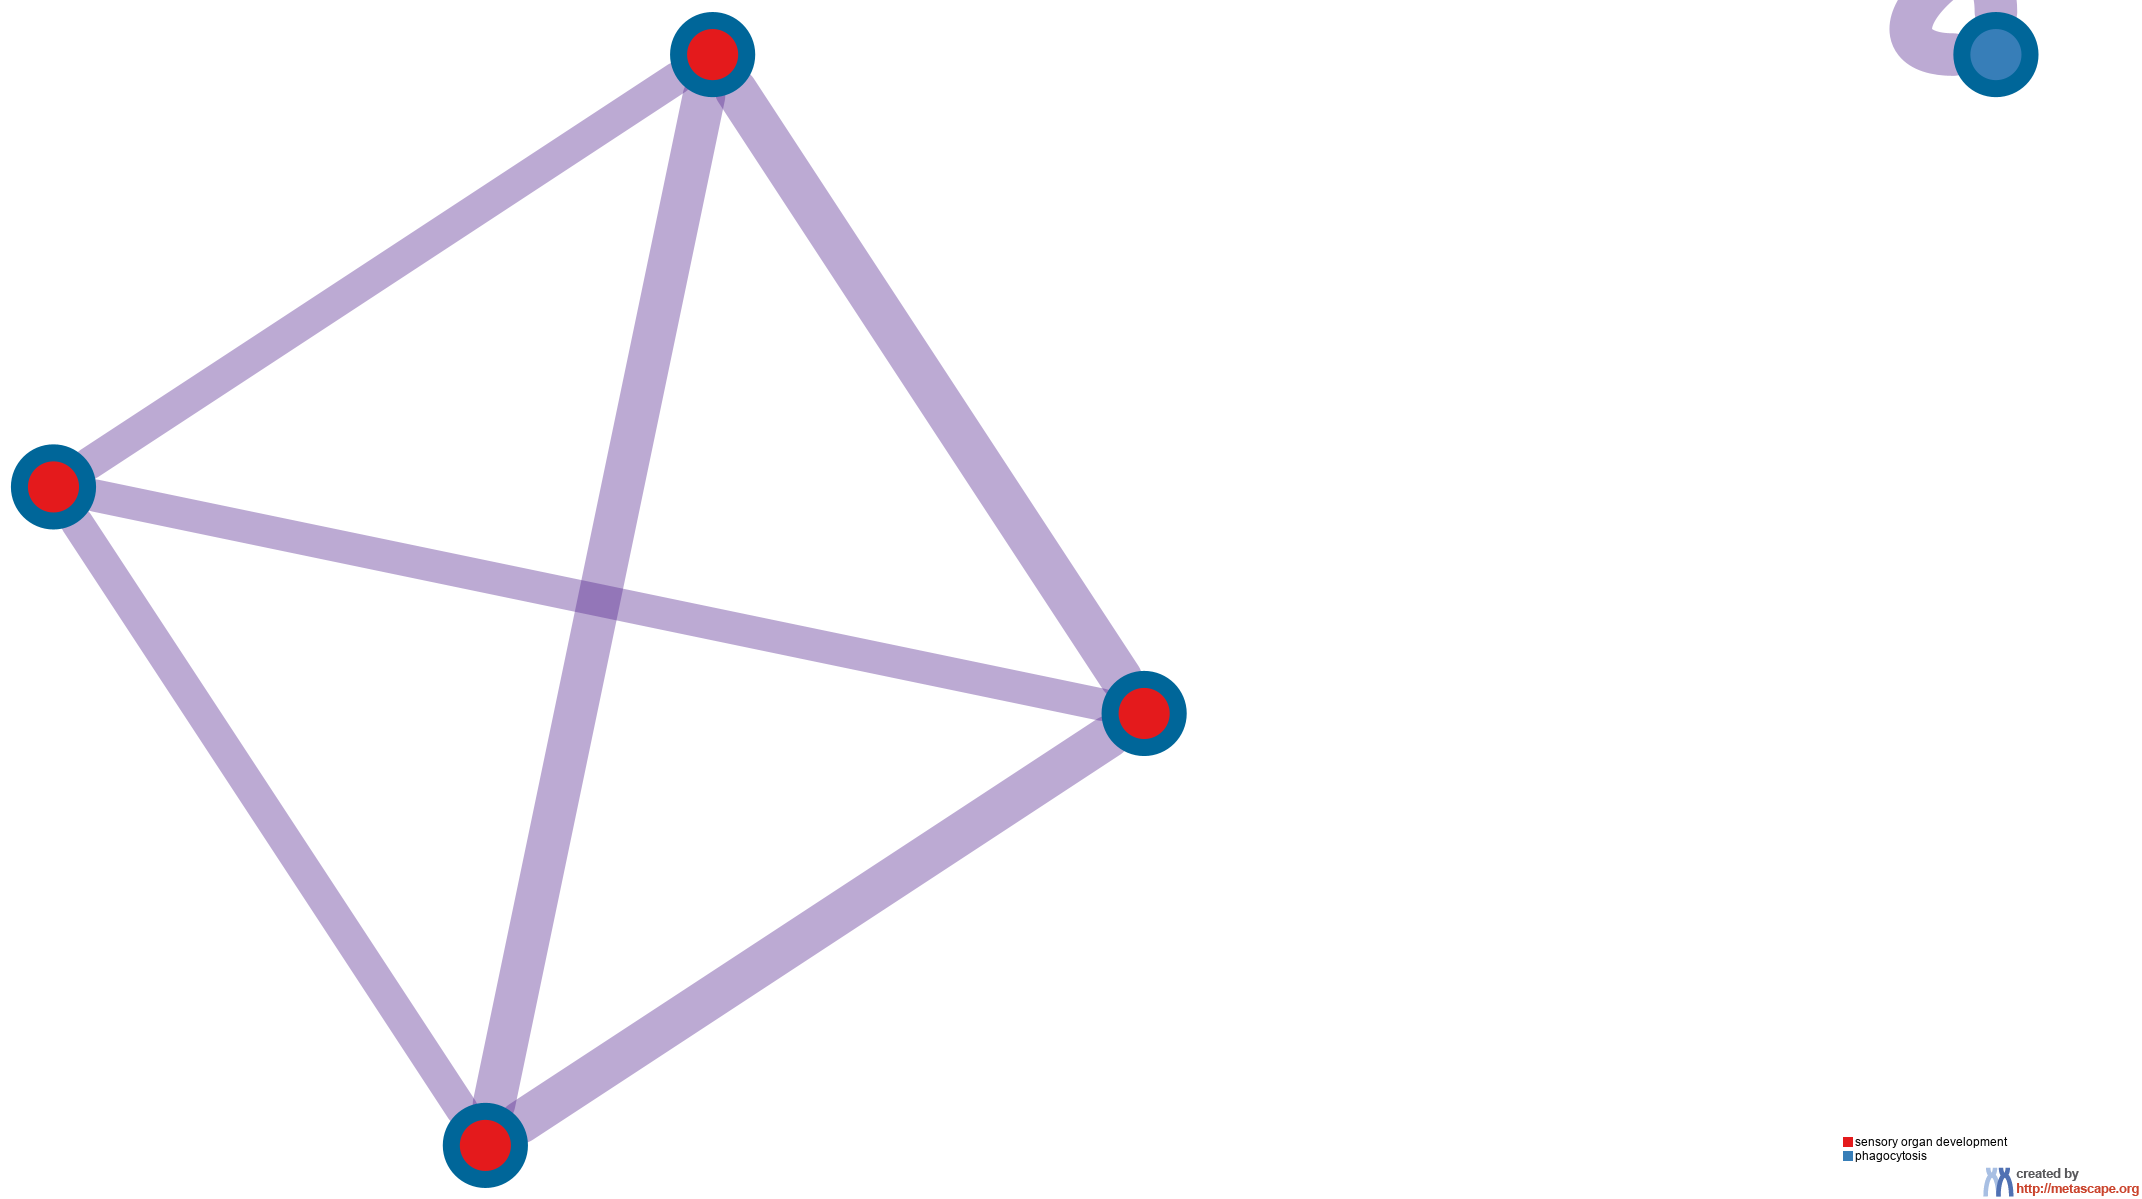 sensory organ development
phagocytosis
created by
http://metascape.org